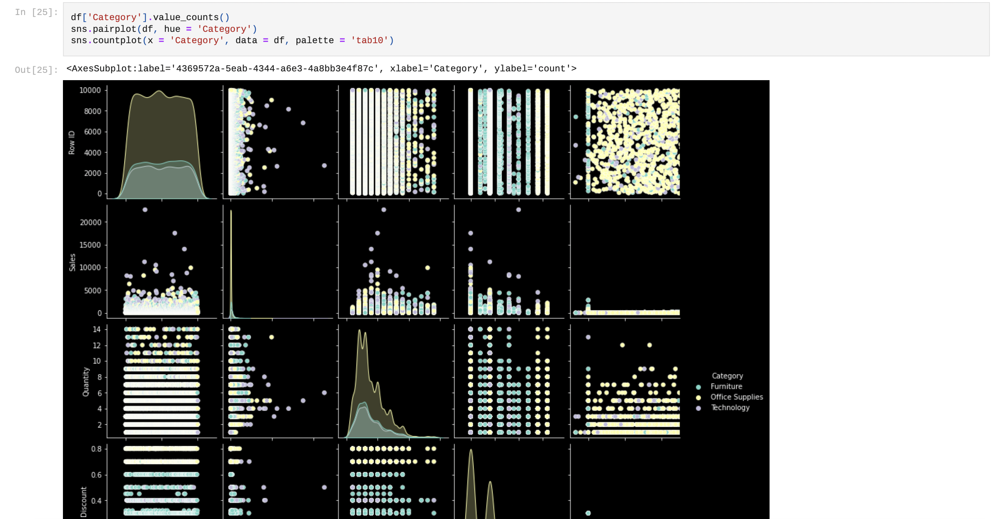 In [25]:
df['Category'].value_counts()
sns.pairplot(df, hue = 'Category')
sns.countplot(x = 'Category', data = df, palette = 'tab10')
Out[25]: <AxesSubplot:label='4369572a-5eab-4344-a6e3-4a8bb3e4f87c', xlabel='Category', ylabel='count'>
10000
8000
6000
4000
2000
0
Row ID
20000
15000
10000
5000
0
Sales
14
12
10
8
6
4
2
Quantity
Category
Furniture
Office Supplies
Technology
0.8
0.6
0.4
Discount